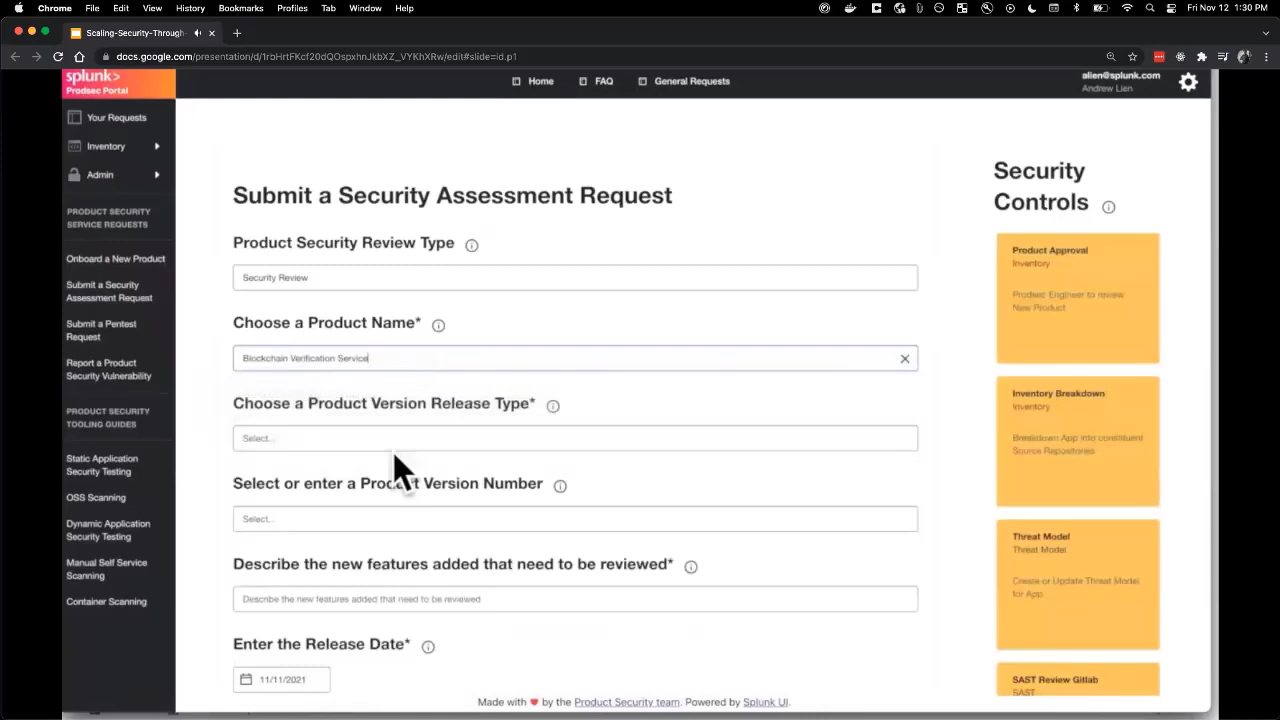 Chrome File Edit View History Bookmarks Profiles Tab Window Help Fri Nov 12 1:30 PM
Scaling-Security-Through-
docs.google.com/presentation/d/1rbHrtFKcf20dQOspxhnJkbXZ_VYKhXRw/edit#slide=id.p1
splunk>
Prodsec Portal
Home FAQ General Requests
alien@splunk.com
Andrew Lien
Your Requests
Inventory
Admin
PRODUCT SECURITY
SERVICE REQUESTS
Onboard a New Product
Submit a Security
Assessment Request
Submit a Pentest
Request
Report a Product
Security Vulnerability
PRODUCT SECURITY
TOOLING GUIDES
Static Application
Security Testing
OSS Scanning
Dynamic Application
Security Testing
Manual Self Service
Scanning
Container Scanning
Submit a Security Assessment Request
Product Security Review Type
Security Review
Choose a Product Name*
Blockchain Verification Service
Choose a Product Version Release Type*
Select...
Select or enter a Product Version Number
Select...
Describe the new features added that need to be reviewed*
Describe the new features added that need to be reviewed
Enter the Release Date*
11/11/2021
Made with ❤ by the Product Security team. Powered by Splunk UI.
Security
Controls
Product Approval
Inventory
Prodsec Engineer to review
New Product
Inventory Breakdown
Inventory
Breakdown App into constituent
Source Repositories
Threat Model
Threat Model
Create or Update Threat Model
for App
SAST Review Gitlab
SAST